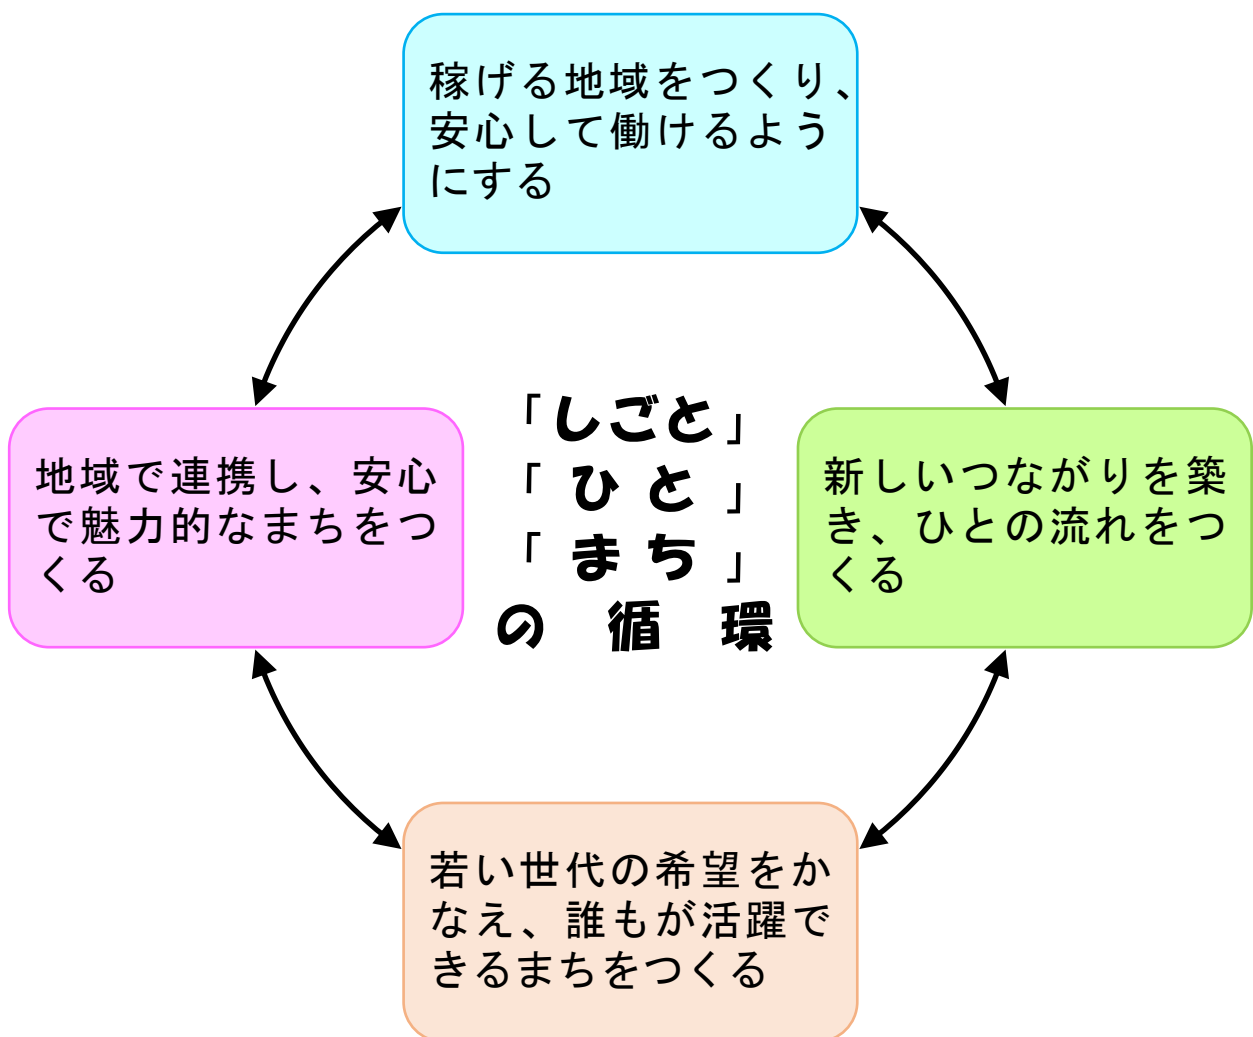 稼げる地域をつくり、
安心して働けるよう
にする
地域で連携し、安心
で魅力的なまちをつ
くる
「しごと」
「ひと」
「まち」
の循環
新しいつながりを築
き、ひとの流れをつ
くる
若い世代の希望をか
なえ、誰もが活躍で
きるまちをつくる